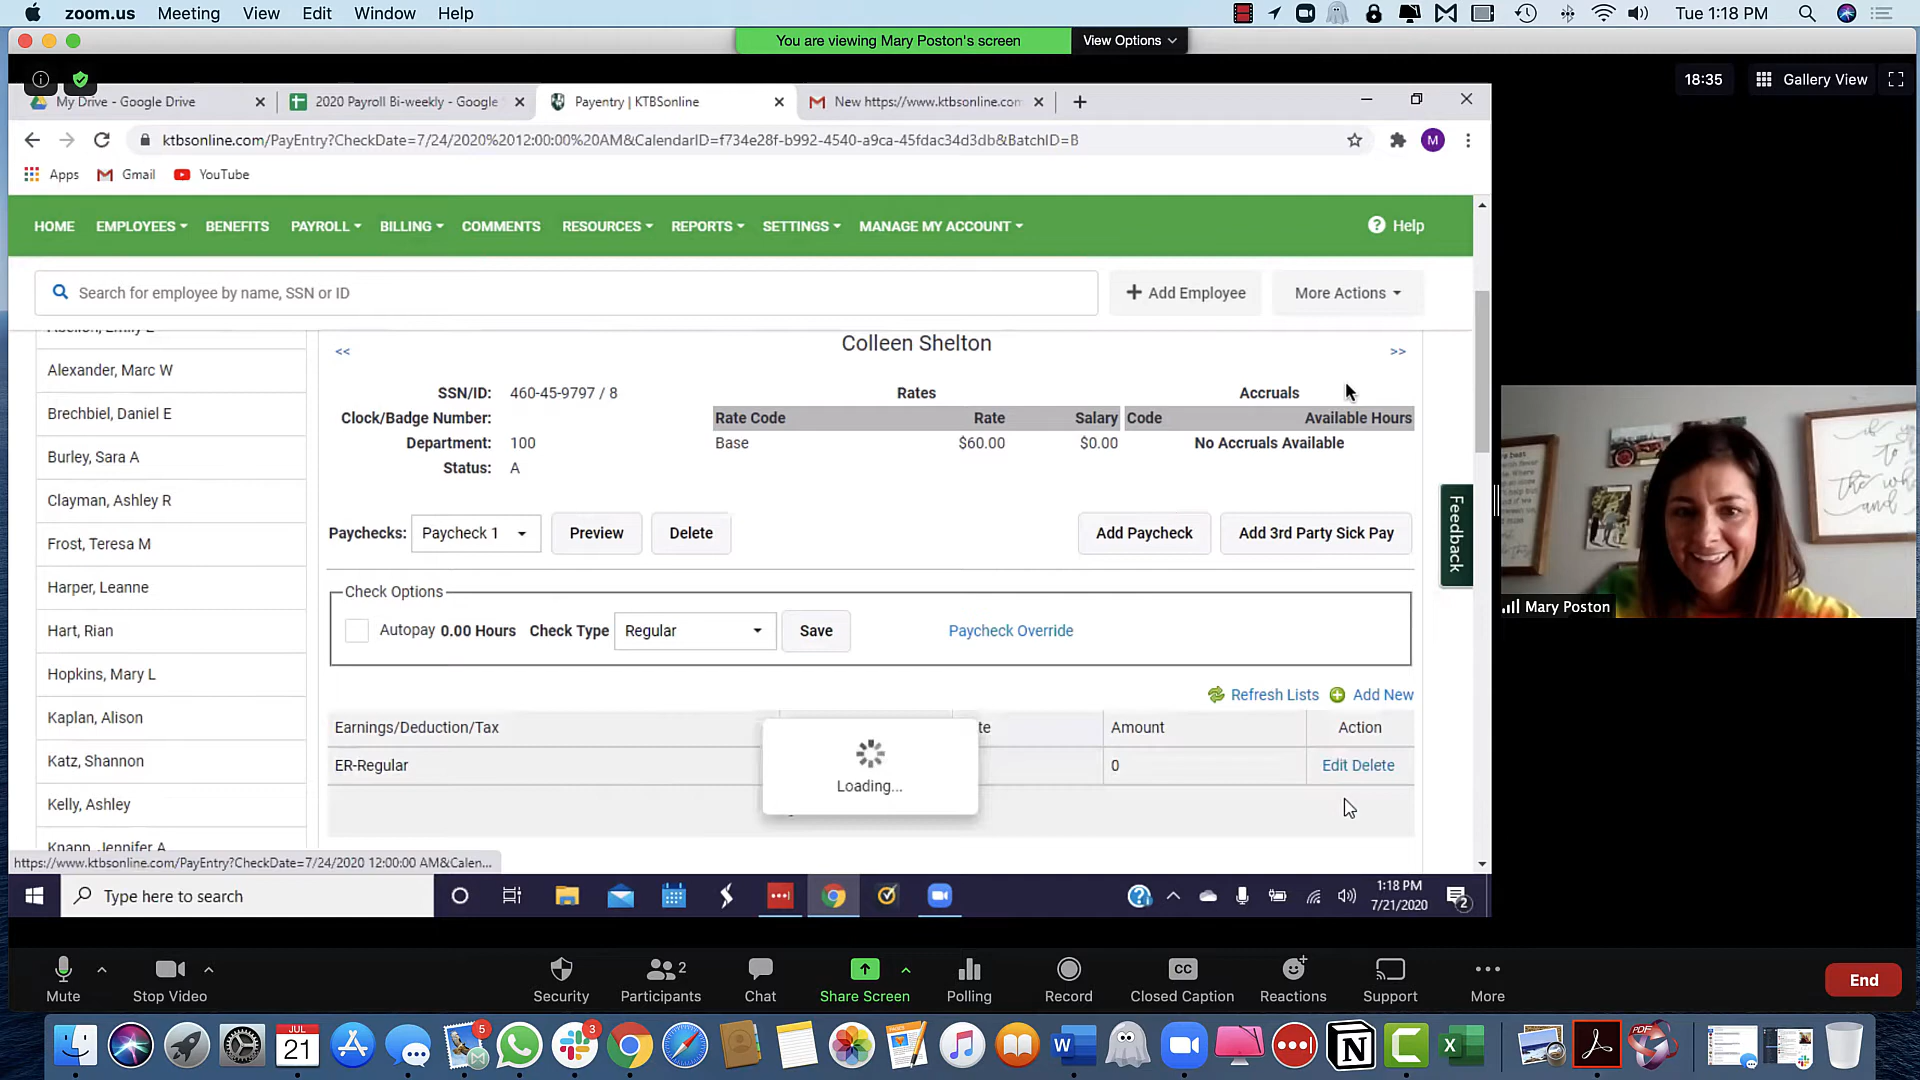 zoom.us Meeting View Edit Window Help Tue 1:18 PM
You are viewing Mary Poston's screen View Options
18:35 Gallery View
My Drive - Google Drive 2020 Payroll Bi-weekly - Google Payentry | KTBSonline New https://www.ktbsonline.com
ktbsonline.com/PayEntry?CheckDate=7/24/2020%2012:00:00%20AM&CalendarID=f734e28f-b992-4540-a9ca-45fdac34d3db&BatchID=B M
Apps Gmail YouTube
HOME EMPLOYEES BENEFITS PAYROLL BILLING COMMENTS RESOURCES REPORTS SETTINGS MANAGE MY ACCOUNT Help
Search for employee by name, SSN or ID Add Employee More Actions
Alexander, Marc W
Brechbiel, Daniel E
Burley, Sara A
Clayman, Ashley R
Frost, Teresa M
Harper, Leanne
Hart, Rian
Hopkins, Mary L
Kaplan, Alison
Katz, Shannon
Kelly, Ashley
Knapp, Jennifer A
<< Colleen Shelton >>
SSN/ID: 460-45-9797 / 8
Clock/Badge Number:
Department: 100
Status: A
Rates
Rate Code Rate Salary
Base $60.00 $0.00
Accruals
Code Available Hours
No Accruals Available
Paychecks: Paycheck 1 Preview Delete Add Paycheck Add 3rd Party Sick Pay
Feedback
Check Options
Autopay 0.00 Hours Check Type Regular Save Paycheck Override
Refresh Lists Add New
Earnings/Deduction/Tax te Amount Action
ER-Regular 0 Edit Delete
Loading...
https://www.ktbsonline.com/PayEntry?CheckDate=7/24/2020 12:00:00 AM&Calen...
Type here to search
1:18 PM
7/21/2020
2
Mary Poston
Mute Stop Video Security Participants 2 Chat Share Screen Polling Record CC Closed Caption Reactions Support More End
JUL
21
5
3
W
N
X
PDF